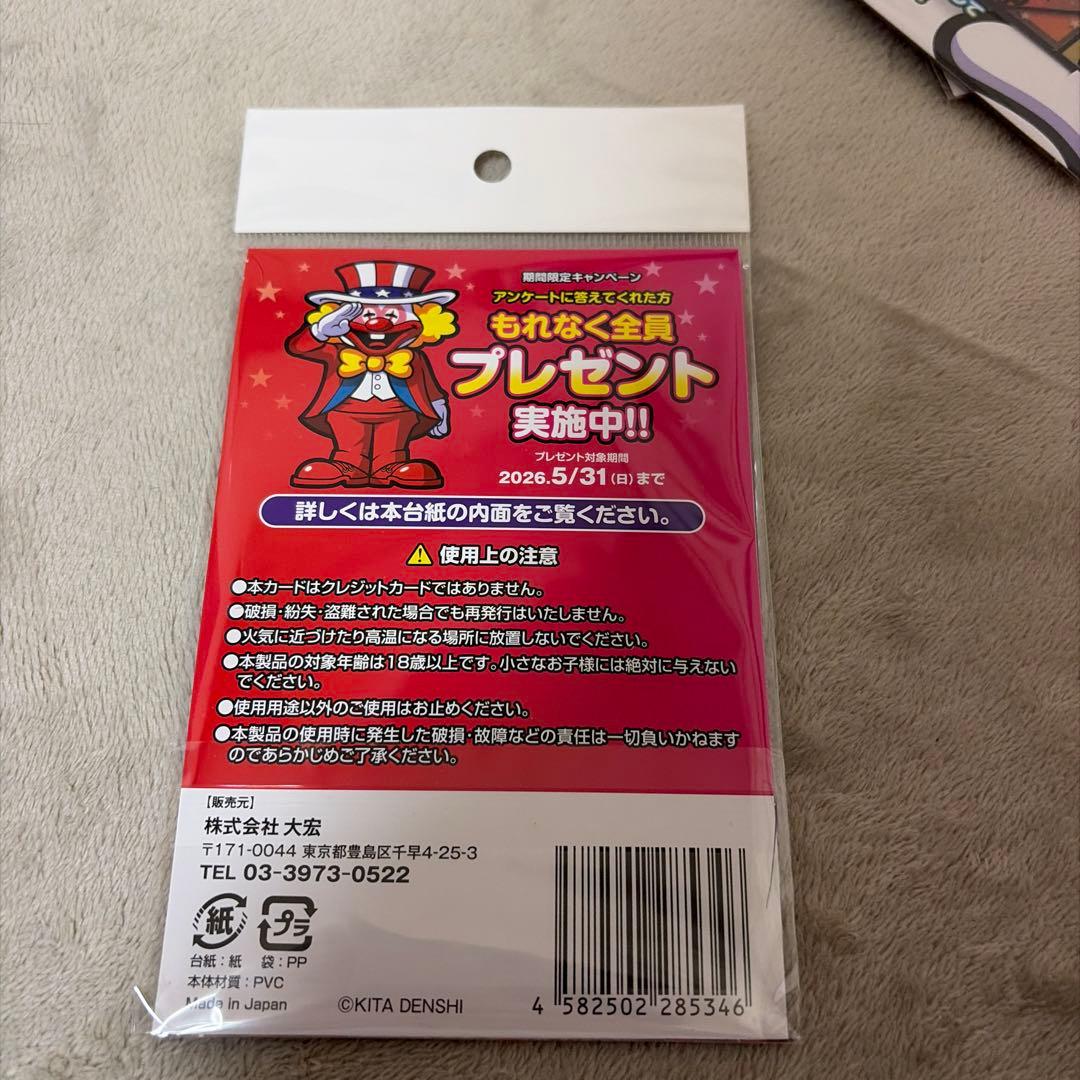 期間限定キャンペーン
アンケートに答えてくれた方
もれなく全員
プレゼント
実施中!!
プレゼント対象期間
2026.5/31(日)まで
詳しくは本台紙の内面をご覧ください。
使用上の注意
●本カードはクレジットカードではありません。
●破損・紛失・盗難された場合でも再発行はいたしません。
●火気に近づけたり高温になる場所に放置しないでください。
●本製品の対象年齢は18歳以上です。小さなお子様には絶対に与えない
でください。
●使用用途以外のご使用はお止めください。
●本製品の使用時に発生した破損・故障などの責任は一切負いかねます
のであらかじめご了承ください。
【販売元】
株式会社 大宏
〒171-0044 東京都豊島区千早4-25-3
TEL 03-3973-0522
紙 プラ
台紙：紙 袋：PP
本体材質：PVC
Made in Japan
©KITA DENSHI
4 582502 285346